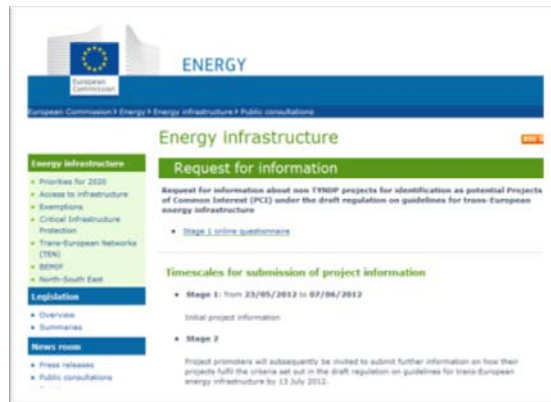 European
Commission
ENERGY
European Commission > Energy > Energy infrastructure > Public consultations
Energy infrastructure
RSS
Energy infrastructure
Priorities for 2020
Access to infrastructure
Exemptions
Critical Infrastructure
Protection
Trans-European Networks
(TEN)
BEMIP
North-South East
Legislation
Overview
Summaries
News room
Press releases
Public consultations
Request for information
Request for information about non TYNDP projects for identification as potential Projects
of Common Interest (PCI) under the draft regulation on guidelines for trans-European
energy infrastructure
Stage 1 online questionnaire
Timescales for submission of project information
Stage 1: from 23/05/2012 to 07/06/2012
Initial project information
Stage 2
Project promoters will subsequently be invited to submit further information on how their
projects fulfil the criteria set out in the draft regulation on guidelines for trans-European
energy infrastructure by 13 July 2012.